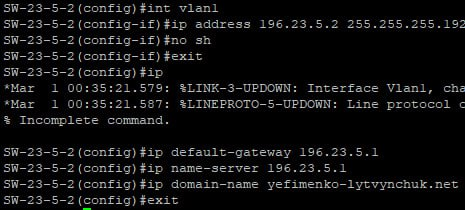 SW-23-5-2(config)#int vlan1
SW-23-5-2(config-if)#ip address 196.23.5.2 255.255.255.192
SW-23-5-2(config-if)#no sh
SW-23-5-2(config-if)#exit
SW-23-5-2(config)#ip
*Mar  1 00:35:21.579: %LINK-3-UPDOWN: Interface Vlan1, cha
*Mar  1 00:35:21.587: %LINEPROTO-5-UPDOWN: Line protocol o
% Incomplete command.

SW-23-5-2(config)#ip default-gateway 196.23.5.1
SW-23-5-2(config)#ip name-server 196.23.5.1
SW-23-5-2(config)#ip domain-name yefimenko-lytvynchuk.net
SW-23-5-2(config)#exit